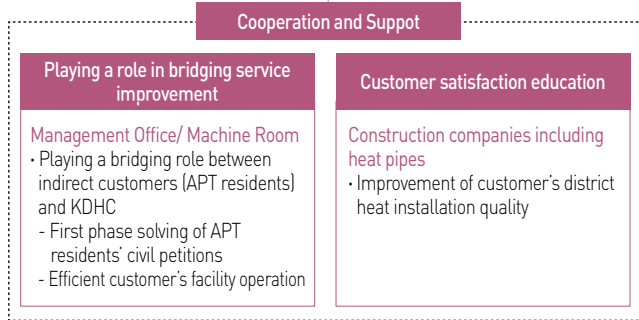 Cooperation and Suppot
Playing a role in bridging service
improvement
Management Office/ Machine Room
· Playing a bridging role between
indirect customers (APT residents)
and KDHC
- First phase solving of APT
residents' civil petitions
- Efficient customer's facility operation
Customer satisfaction education
Construction companies including
heat pipes
· Improvement of customer's district
heat installation quality